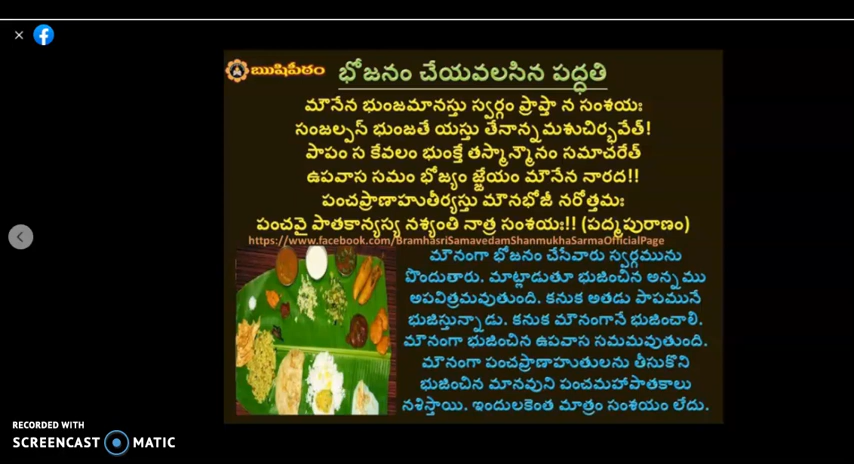 ఋషిపీఠం
భోజనం చేయవలసిన పద్ధతి
మౌనేన భుంజమానస్తు స్వర్గం ప్రాప్తా న సంశయః
సంజల్పన్ భుంజతే యస్తు తేనాన్న మశుచిర్భవేత్!
పాపం స కేవలం భుంక్తే తస్మాన్మౌనం సమాచరేత్
ఉపవాస సమం భోజ్యం జ్ఞేయం మౌనేన నారద!!
పంచప్రాణాహుతీర్యస్తు మౌనభోజీ నరోత్తమః
పంచవై పాతకాన్యస్య నశ్యంతి నాత్ర సంశయః!! (పద్మపురాణం)
https://www.facebook.com/BramhasriSamavedamShanmukhaSarmaOfficialPage
మౌనంగా భోజనం చేసేవారు స్వర్గమును
పొందుతారు. మాట్లాడుతూ భుజించిన అన్నము
అపవిత్రమవుతుంది. కనుక అతడు పాపమునే
భుజిస్తున్నాడు. కనుక మౌనంగానే భుజించాలి.
మౌనంగా భుజించిన ఉపవాస సమమవుతుంది.
మౌనంగా పంచప్రాణాహుతులను తీసుకొని
భుజించిన మానవుని పంచమహాపాతకాలు
నశిస్తాయి. ఇందులకెంత మాత్రం సంశయం లేదు.
RECORDED WITH
SCREENCAST MATIC